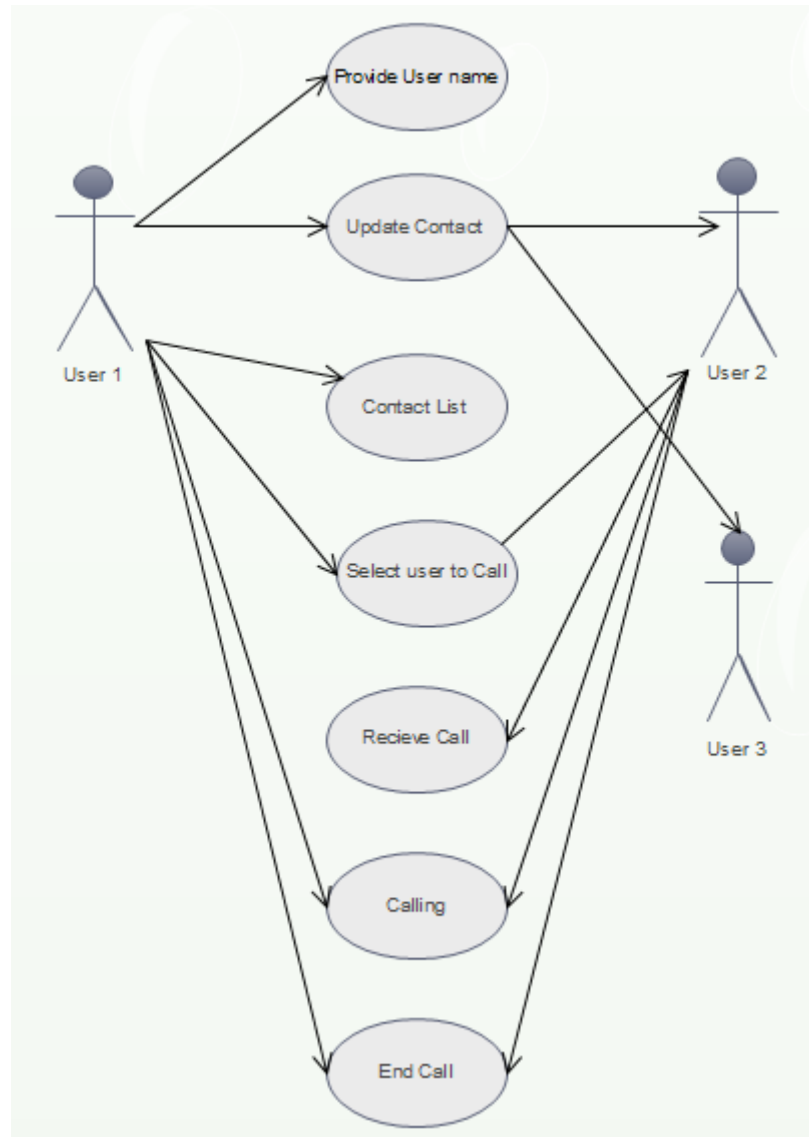 Provide User name
Update Contact
User 1
User 2
Contact List
Select user to Call
Recieve Call
User 3
Calling
End Call